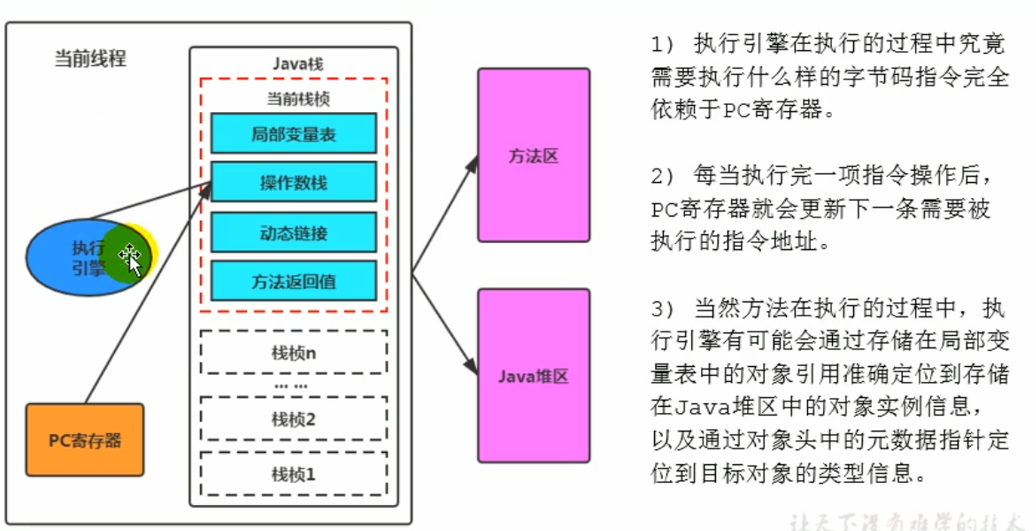 当前线程
Java栈
当前栈桢
局部变量表
操作数栈
动态链接
方法返回值
栈桢n
... ...
栈桢2
栈桢1
执行
引擎
PC寄存器
方法区
Java堆区
1) 执行引擎在执行的过程中究竟
需要执行什么样的字节码指令完全
依赖于PC寄存器。
2) 每当执行完一项指令操作后，
PC寄存器就会更新下一条需要被
执行的指令地址。
3) 当然方法在执行的过程中，执
行引擎有可能会通过存储在局部变
量表中的对象引用准确定位到存储
在Java堆区中的对象实例信息，
以及通过对象头中的元数据指针定
位到目标对象的类型信息。
让天下没有难学的技术